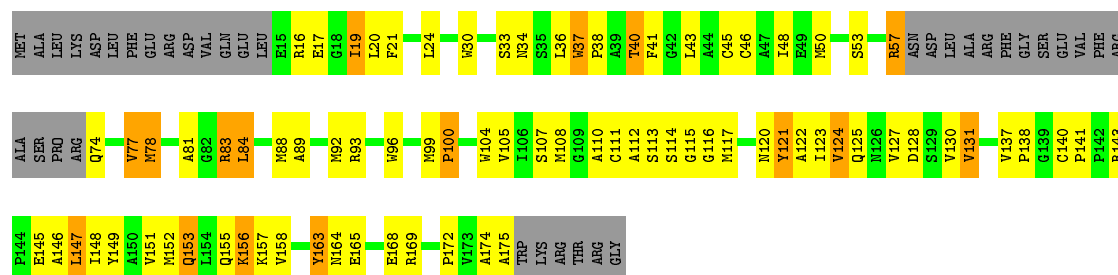 MET ALA LEU LYS ASP LEU PHE GLU ARG ASP VAL GLN GLU LEU E15 R16 E17 G18 I19 L20 F21 L24 W30 S33 N34 S35 L36 W37 P38 A39 T40 F41 G42 L43 A44 C45 C46 A47 I48 E49 M50 S53 R57 ASN ASP LEU ALA ARG PHE GLY SER GLU VAL PHE ARG
ALA SER PRO ARG Q74 V77 M78 A81 G82 R83 L84 M88 A89 M92 R93 W96 M99 P100 W104 V105 I106 S107 M108 G109 A110 C111 A112 S113 S114 G115 G116 M117 N120 Y121 A122 I123 V124 Q125 N126 V127 D128 S129 V130 V131 V137 P138 G139 C140 P141 P142 R143
P144 E145 A146 L147 I148 Y149 A150 V151 M152 Q153 L154 Q155 K156 K157 V158 Y163 N164 E165 E168 R169 P172 V173 A174 A175 TRP LYS ARG THR ARG GLY